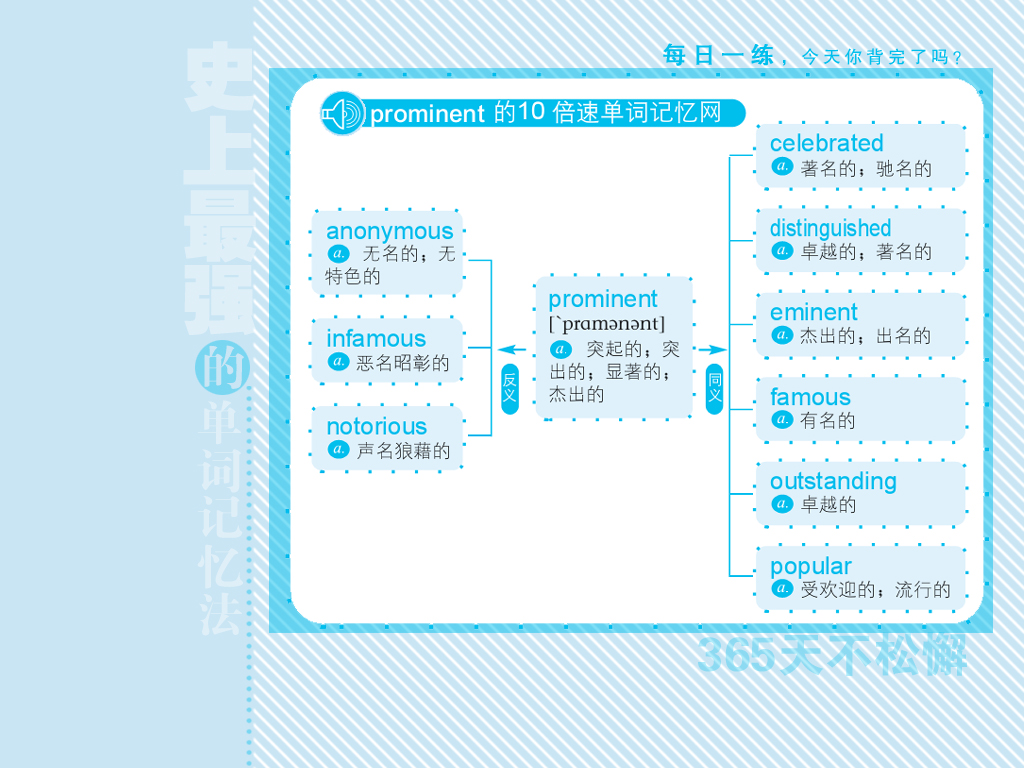 每日一练，今天你背完了吗?
史上最强的单词记忆法
prominent 的10 倍速单词记忆网
anonymous
a. 无名的；无
特色的
infamous
a. 恶名昭彰的
notorious
a. 声名狼藉的
反义
prominent
[`prɑmənənt]
a. 突起的；突
出的；显著的；
杰出的
同义
celebrated
a. 著名的；驰名的
distinguished
a. 卓越的；著名的
eminent
a. 杰出的；出名的
famous
a. 有名的
outstanding
a. 卓越的
popular
a. 受欢迎的；流行的
365天不松懈